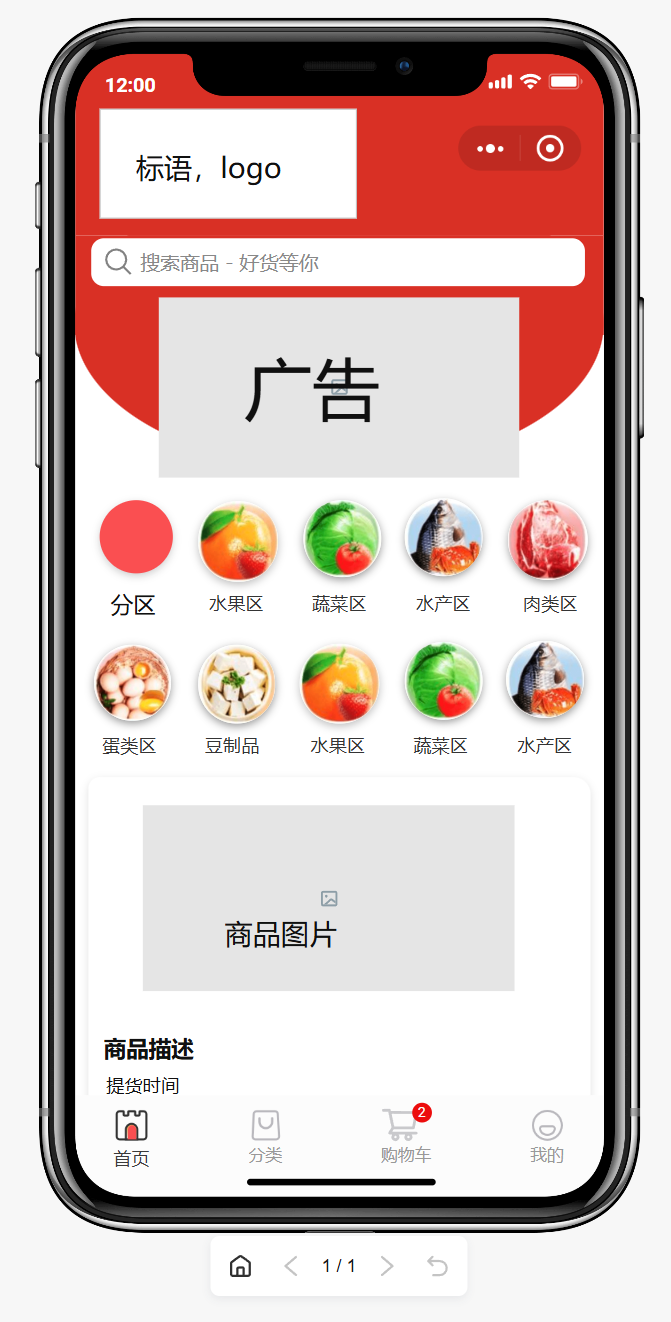 12:00
标语，logo
搜索商品 - 好货等你
广告
分区 水果区 蔬菜区 水产区 肉类区
蛋类区 豆制品 水果区 蔬菜区 水产区
商品图片
商品描述
提货时间
2
首页 分类 购物车 我的
1 / 1